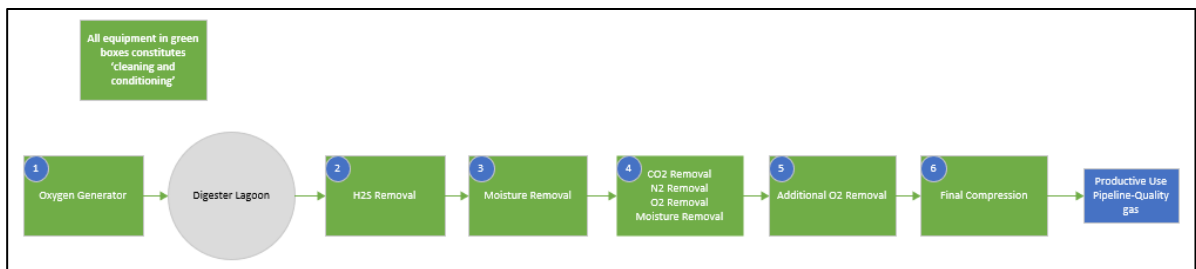 All equipment in green
boxes constitutes
‘cleaning and
conditioning’
1
Oxygen Generator
Digester Lagoon
2
H2S Removal
3
Moisture Removal
4
CO2 Removal
N2 Removal
O2 Removal
Moisture Removal
5
Additional O2 Removal
6
Final Compression
Productive Use
Pipeline-Quality
gas